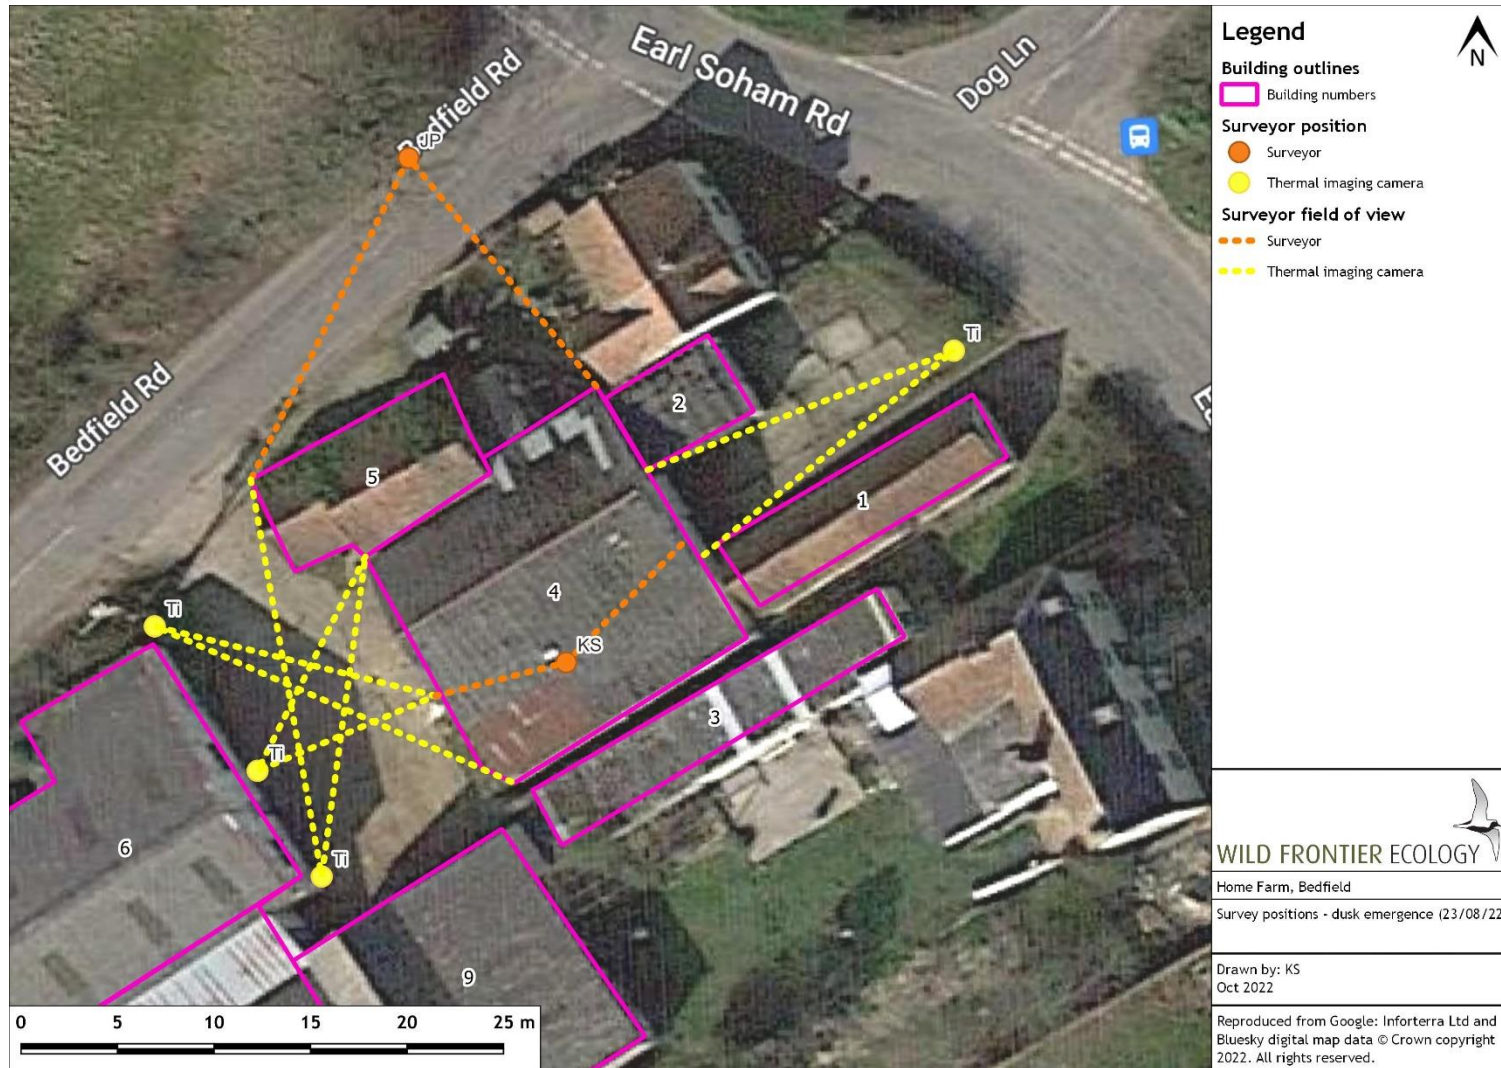 Bedfield Rd
Earl Soham Rd
Dog Ln
JP
Ti
2
1
5
4
KS
Ti
3
Ti
Ti
6
9
Bedfield Rd
0 5 10 15 20 25 m
Legend
N
Building outlines
Building numbers
Surveyor position
Surveyor
Thermal imaging camera
Surveyor field of view
Surveyor
Thermal imaging camera
WILD FRONTIER ECOLOGY
Home Farm, Bedfield
Survey positions - dusk emergence (23/08/22
Drawn by: KS
Oct 2022
Reproduced from Google: Inforterra Ltd and
Bluesky digital map data © Crown copyright
2022. All rights reserved.